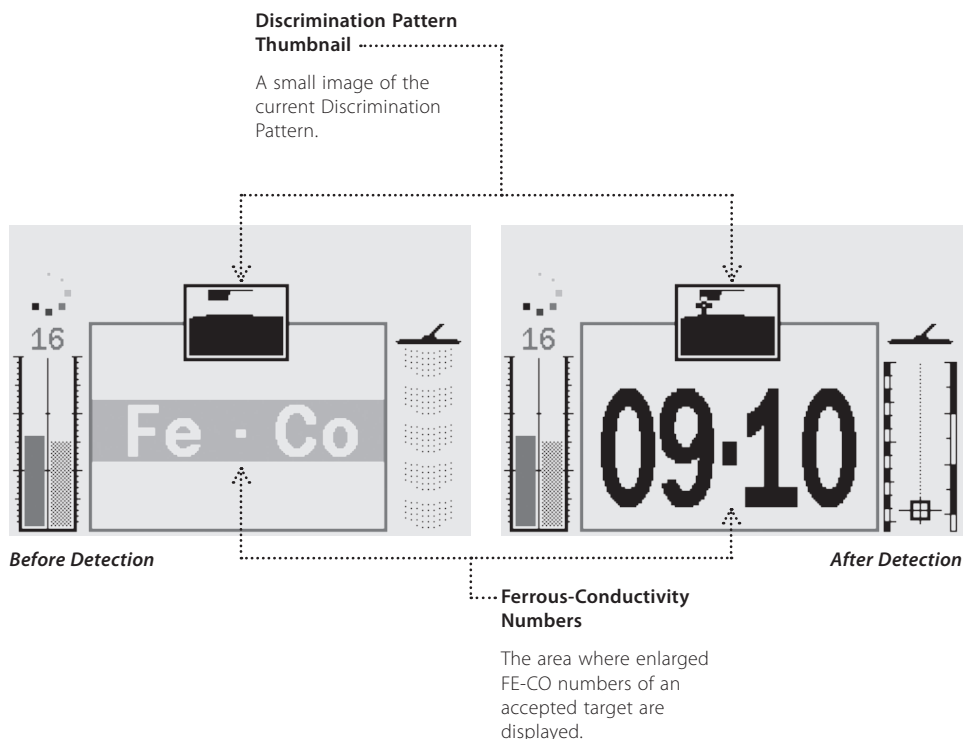 Discrimination Pattern
Thumbnail
A small image of the
current Discrimination
Pattern.
16
Fe · Co
16
09·10
Before Detection
After Detection
Ferrous-Conductivity
Numbers
The area where enlarged
FE-CO numbers of an
accepted target are
displayed.